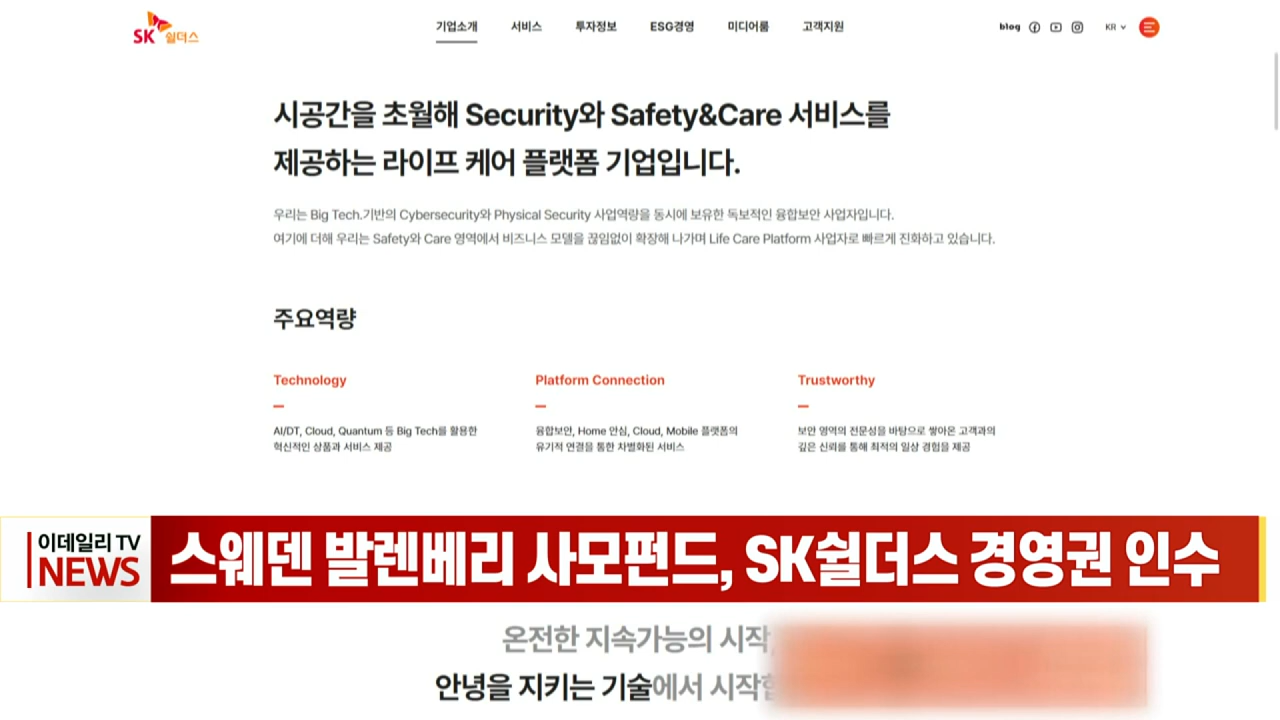 SK 쉴더스
기업소개 서비스 투자정보 ESG경영 미디어룸 고객지원
blog KR
시공간을 초월해 Security와 Safety&Care 서비스를
제공하는 라이프 케어 플랫폼 기업입니다.
우리는 Big Tech.기반의 Cybersecurity와 Physical Security 사업역량을 동시에 보유한 독보적인 융합보안 사업자입니다.
여기에 더해 우리는 Safety와 Care 영역에서 비즈니스 모델을 끊임없이 확장해 나가며 Life Care Platform 사업자로 빠르게 진화하고 있습니다.
주요역량
Technology
AI/DT, Cloud, Quantum 등 Big Tech를 활용한
혁신적인 상품과 서비스 제공
Platform Connection
융합보안, Home 안심, Cloud, Mobile 플랫폼의
유기적 연결을 통한 차별화된 서비스
Trustworthy
보안 영역의 전문성을 바탕으로 쌓아온 고객과의
깊은 신뢰를 통해 최적의 일상 경험을 제공
이데일리 TV
NEWS
스웨덴 발렌베리 사모펀드, SK쉴더스 경영권 인수
온전한 지속가능의 시작,
안녕을 지키는 기술에서